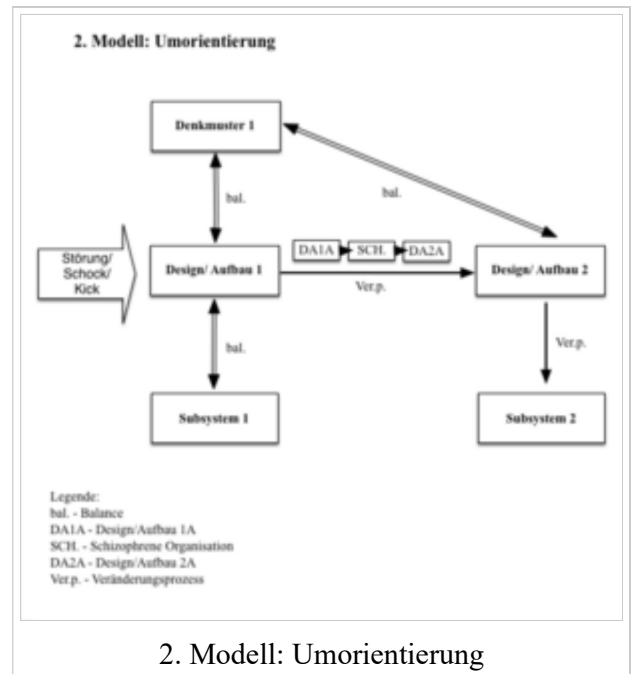 2. Modell: Umorientierung
Denkmuster 1
bal.
bal.
Störung/
Schock/
Kick
Design/ Aufbau 1
DA1A
SCH.
DA2A
Ver.p.
Design/ Aufbau 2
bal.
Ver.p.
Subsystem 1
Subsystem 2
Legende:
bal. - Balance
DA1A - Design/Aufbau 1A
SCH. - Schizophrene Organisation
DA2A - Design/Aufbau 2A
Ver.p. - Veränderungsprozess
2. Modell: Umorientierung